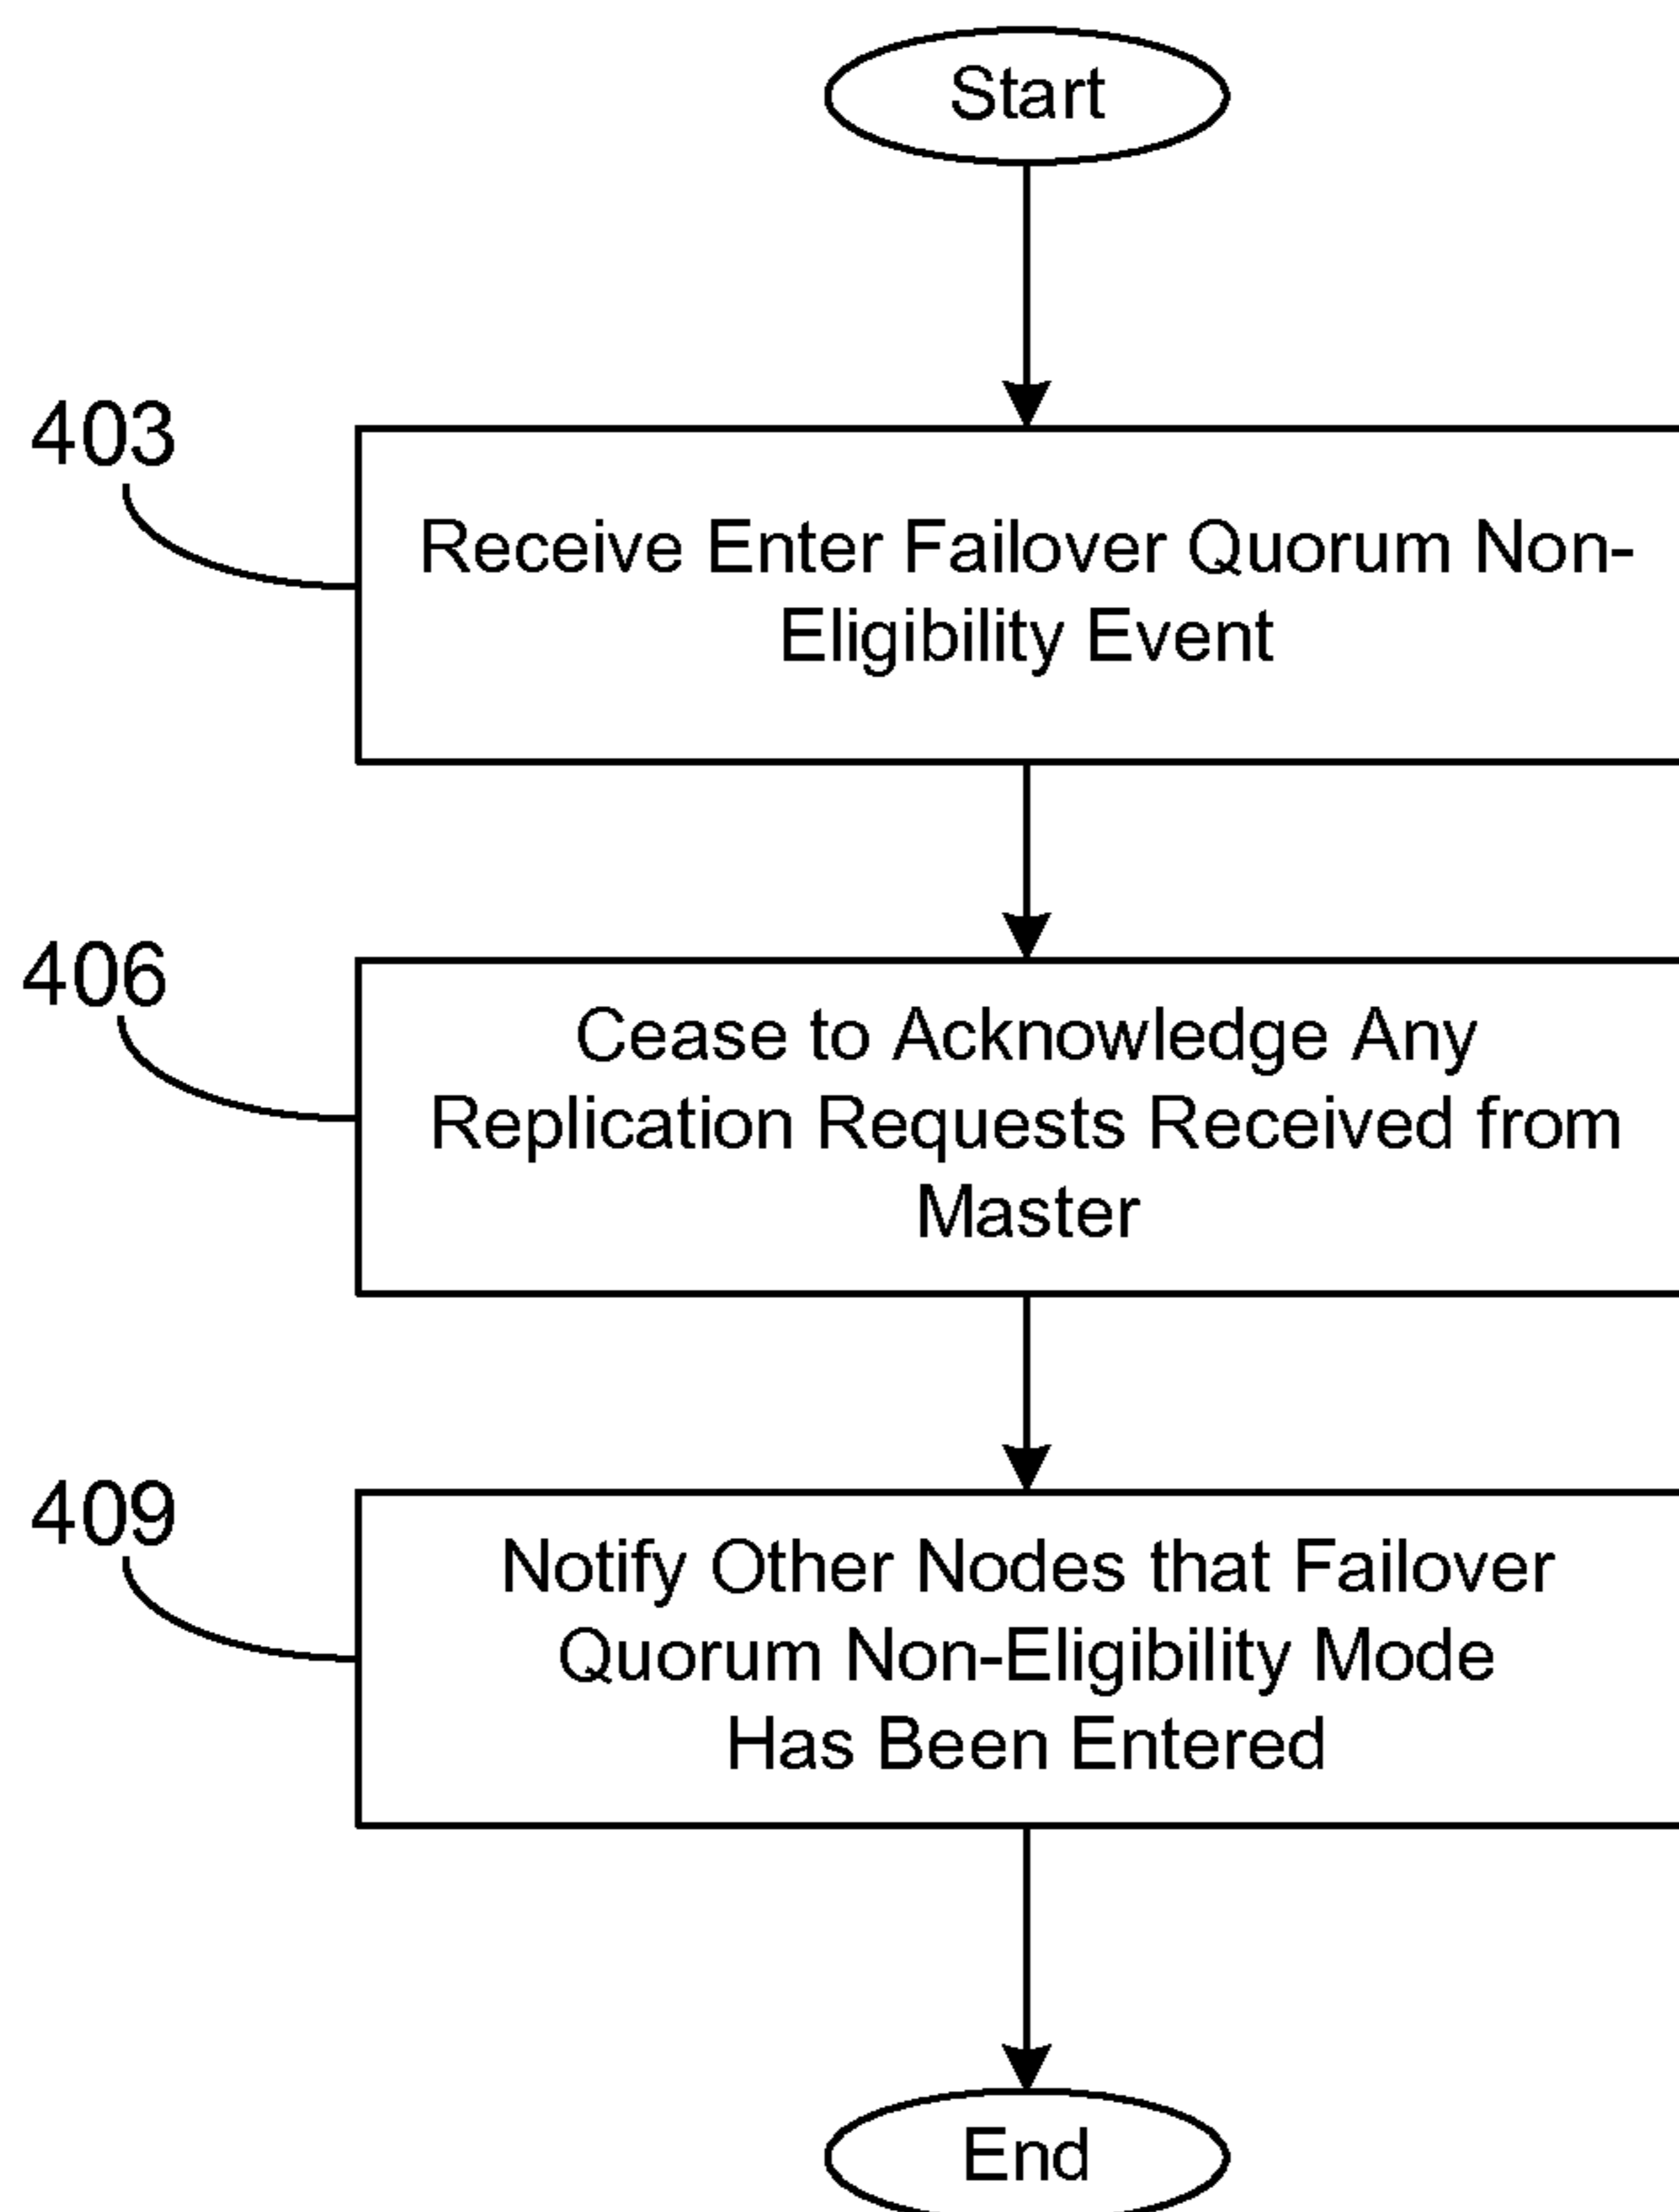 Start
403
Receive Enter Failover Quorum Non-
Eligibility Event
406
Cease to Acknowledge Any
Replication Requests Received from
Master
409
Notify Other Nodes that Failover
Quorum Non-Eligibility Mode
Has Been Entered
End